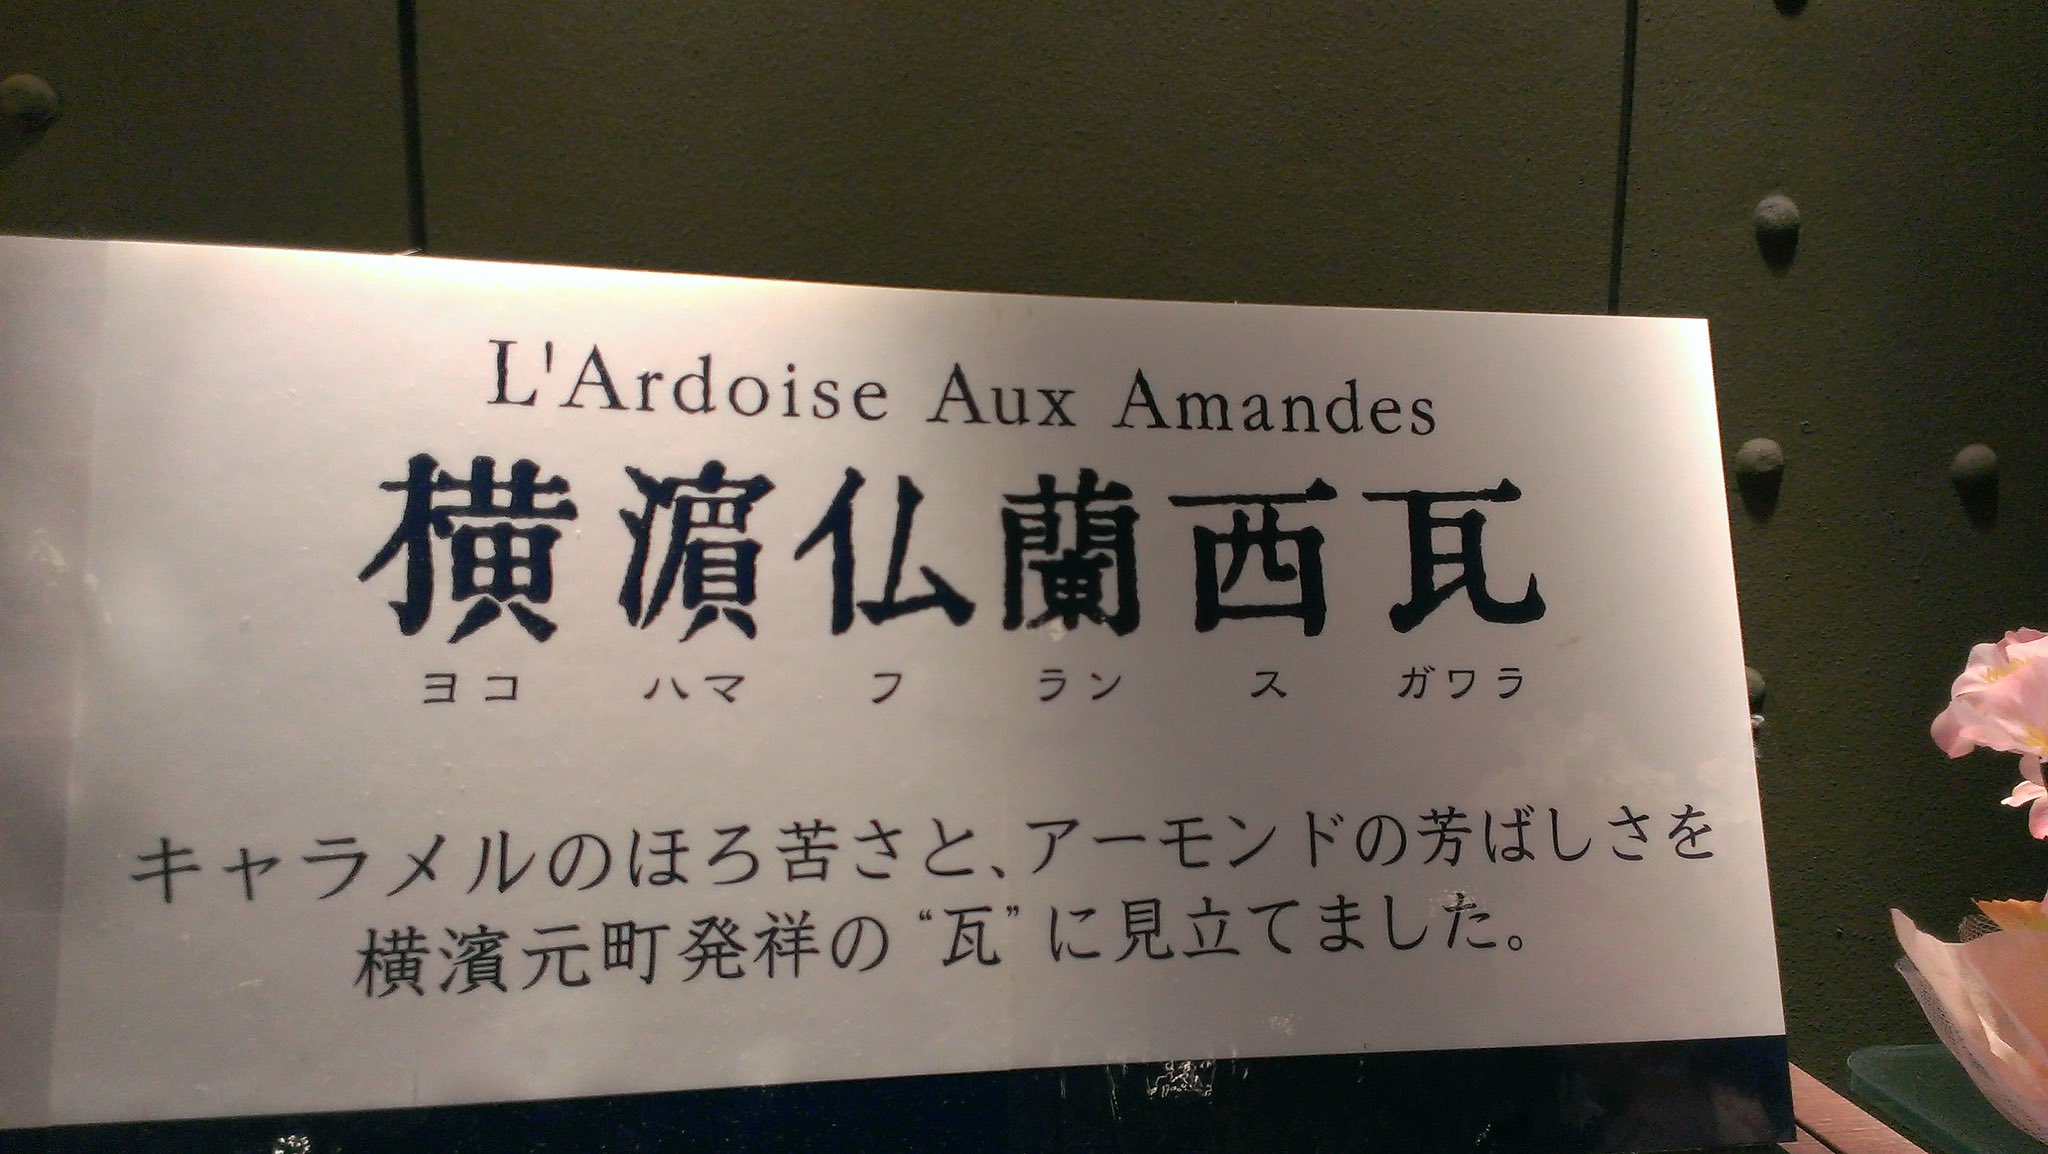 L'Ardoise Aux Amandes
横濱仏蘭西瓦
ヨコ ハマ フ ラン ス ガワラ
キャラメルのほろ苦さと、アーモンドの芳ばしさを
横濱元町発祥の“瓦”に見立てました。